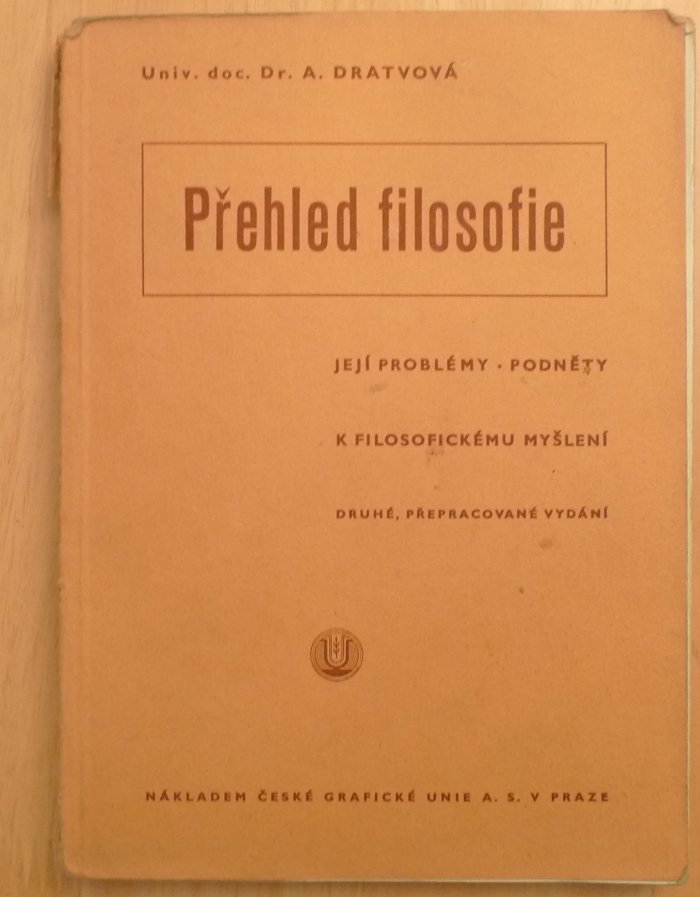 Univ. doc. Dr. A. DRATVOVÁ
Přehled filosofie
JEJÍ PROBLÉMY · PODNĚTY
K FILOSOFICKÉMU MYŠLENÍ
DRUHÉ, PŘEPRACOVANÉ VYDÁNÍ
U
NÁKLADEM ČESKÉ GRAFICKÉ UNIE A. S. V PRAZE